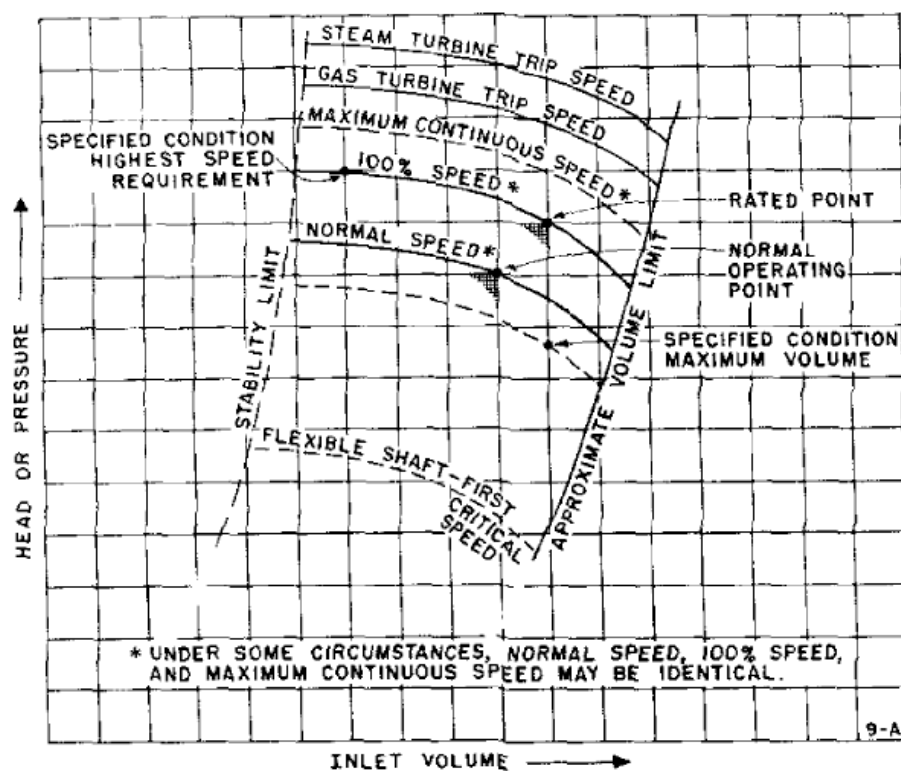 STEAM TURBINE TRIP SPEED
GAS TURBINE TRIP SPEED
MAXIMUM CONTINUOUS SPEED*
SPECIFIED CONDITION
HIGHEST SPEED
REQUIREMENT
100% SPEED*
RATED POINT
NORMAL SPEED*
NORMAL
OPERATING
POINT
SPECIFIED CONDITION
MAXIMUM VOLUME
STABILITY LIMIT
APPROXIMATE VOLUME LIMIT
FLEXIBLE SHAFT-FIRST
CRITICAL
SPEED
HEAD OR PRESSURE
* UNDER SOME CIRCUMSTANCES, NORMAL SPEED, 100% SPEED,
AND MAXIMUM CONTINUOUS SPEED MAY BE IDENTICAL.
9-A
INLET VOLUME